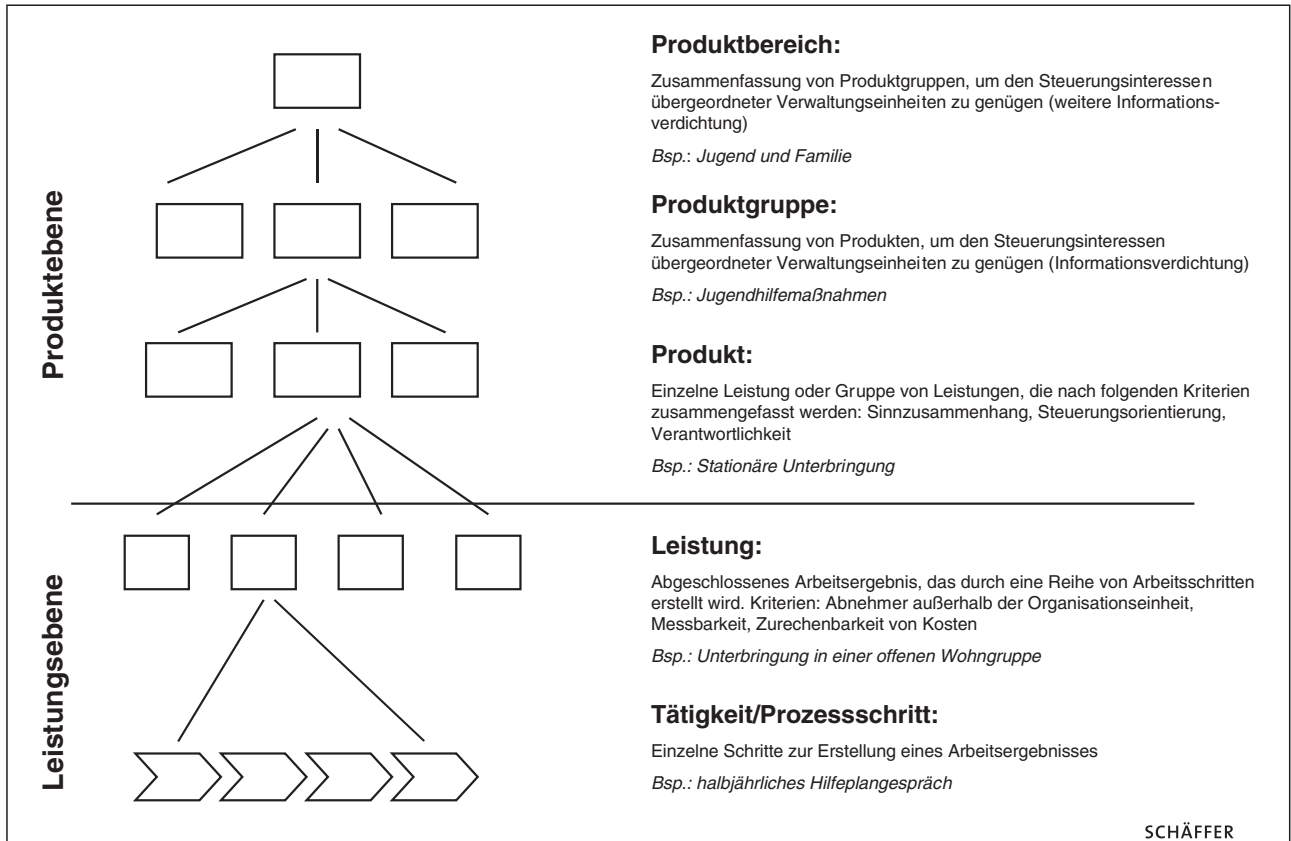 Produktebene
Produktbereich:
Zusammenfassung von Produktgruppen, um den Steuerungsinteressen
übergeordneter Verwaltungseinheiten zu genügen (weitere Informations-
verdichtung)
Bsp.: Jugend und Familie
Produktgruppe:
Zusammenfassung von Produkten, um den Steuerungsinteressen
übergeordneter Verwaltungseinheiten zu genügen (Informationsverdichtung)
Bsp.: Jugendhilfemaßnahmen
Produkt:
Einzelne Leistung oder Gruppe von Leistungen, die nach folgenden Kriterien
zusammengefasst werden: Sinnzusammenhang, Steuerungsorientierung,
Verantwortlichkeit
Bsp.: Stationäre Unterbringung
Leistungsebene
Leistung:
Abgeschlossenes Arbeitsergebnis, das durch eine Reihe von Arbeitsschritten
erstellt wird. Kriterien: Abnehmer außerhalb der Organisationseinheit,
Messbarkeit, Zurechenbarkeit von Kosten
Bsp.: Unterbringung in einer offenen Wohngruppe
Tätigkeit/Prozessschritt:
Einzelne Schritte zur Erstellung eines Arbeitsergebnisses
Bsp.: halbjährliches Hilfeplangespräch
SCHÄFFER